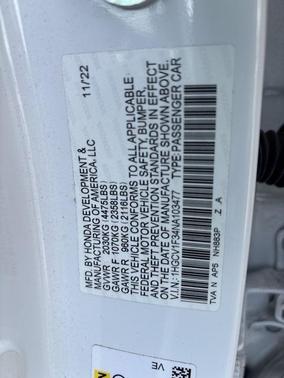 MFD. BY HONDA DEVELOPMENT &
MANUFACTURING OF AMERICA, LLC 11/22
GVWR 2030KG (4475LBS)
GAWR F 1070KG (2358LBS)
GAWR R 960KG (2116LBS)
THIS VEHICLE CONFORMS TO ALL APPLICABLE
FEDERAL MOTOR VEHICLE SAFETY, BUMPER,
AND THEFT PREVENTION STANDARDS IN EFFECT
ON THE DATE OF MANUFACTURE SHOWN ABOVE.
V.I.N.: 1HGCV1F34NA103477 TYPE:PASSENGER CAR
TVA N AP5 NH883P Z A